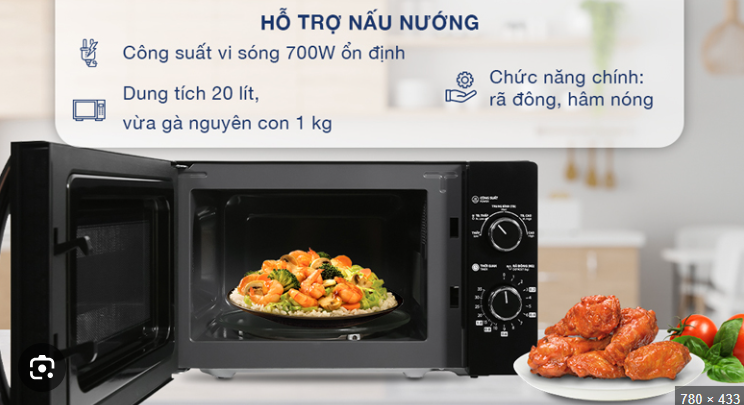 HỖ TRỢ NẤU NƯỚNG
Công suất vi sóng 700W ổn định
Dung tích 20 lít,
vừa gà nguyên con 1 kg
Chức năng chính:
rã đông, hâm nóng
CÔNG SUẤT
THỜI GIAN
780 × 433